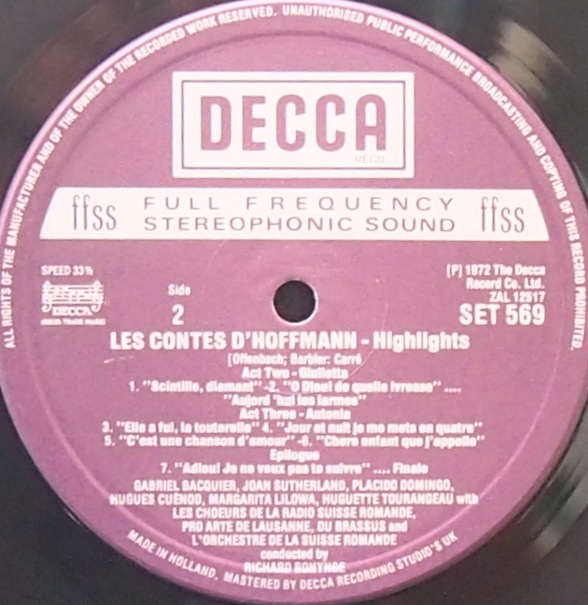 ALL RIGHTS OF THE MANUFACTURER AND OF THE OWNER OF THE RECORDED WORK RESERVED. UNAUTHORISED PUBLIC PERFORMANCE BROADCASTING AND COPYING OF THIS RECORD PROHIBITED.
DECCA
REGD.
ffss FULL FREQUENCY STEREOPHONIC SOUND ffss
SPEED 33⅓
DECCA
Side
2
[P] 1972 The Decca
Record Co. Ltd.
ZAL 12517
SET 569
LES CONTES D'HOFFMANN - Highlights
[Offenbach; Barbier: Carré
Act Two - Giulietta
1. "Scintille, diamant" -2. "O Dieu! de quelle ivresse" ....
"Aujord 'hui les larmes"
Act Three - Antonia
3. "Elle a fui, la touterelle" 4. "Jour et nuit je me mets en quatre"
5. "C'est une chanson d'amour" -6. "Chere enfant que j'appelle"
Epilogue
7. "Adieu! Je ne veux pas te suivre" .... Finale
GABRIEL BACQUIER, JOAN SUTHERLAND, PLACIDO DOMINGO,
HUGUES CUENOD, MARGARITA LILOWA, HUGUETTE TOURANGEAU with
LES CHOEURS DE LA RADIO SUISSE ROMANDE,
PRO ARTE DE LAUSANNE, DU BRASSUS and
L'ORCHESTRE DE LA SUISSE ROMANDE
conducted by
RICHARD BONYNGE
MADE IN HOLLAND, MASTERED BY DECCA RECORDING STUDIO'S UK